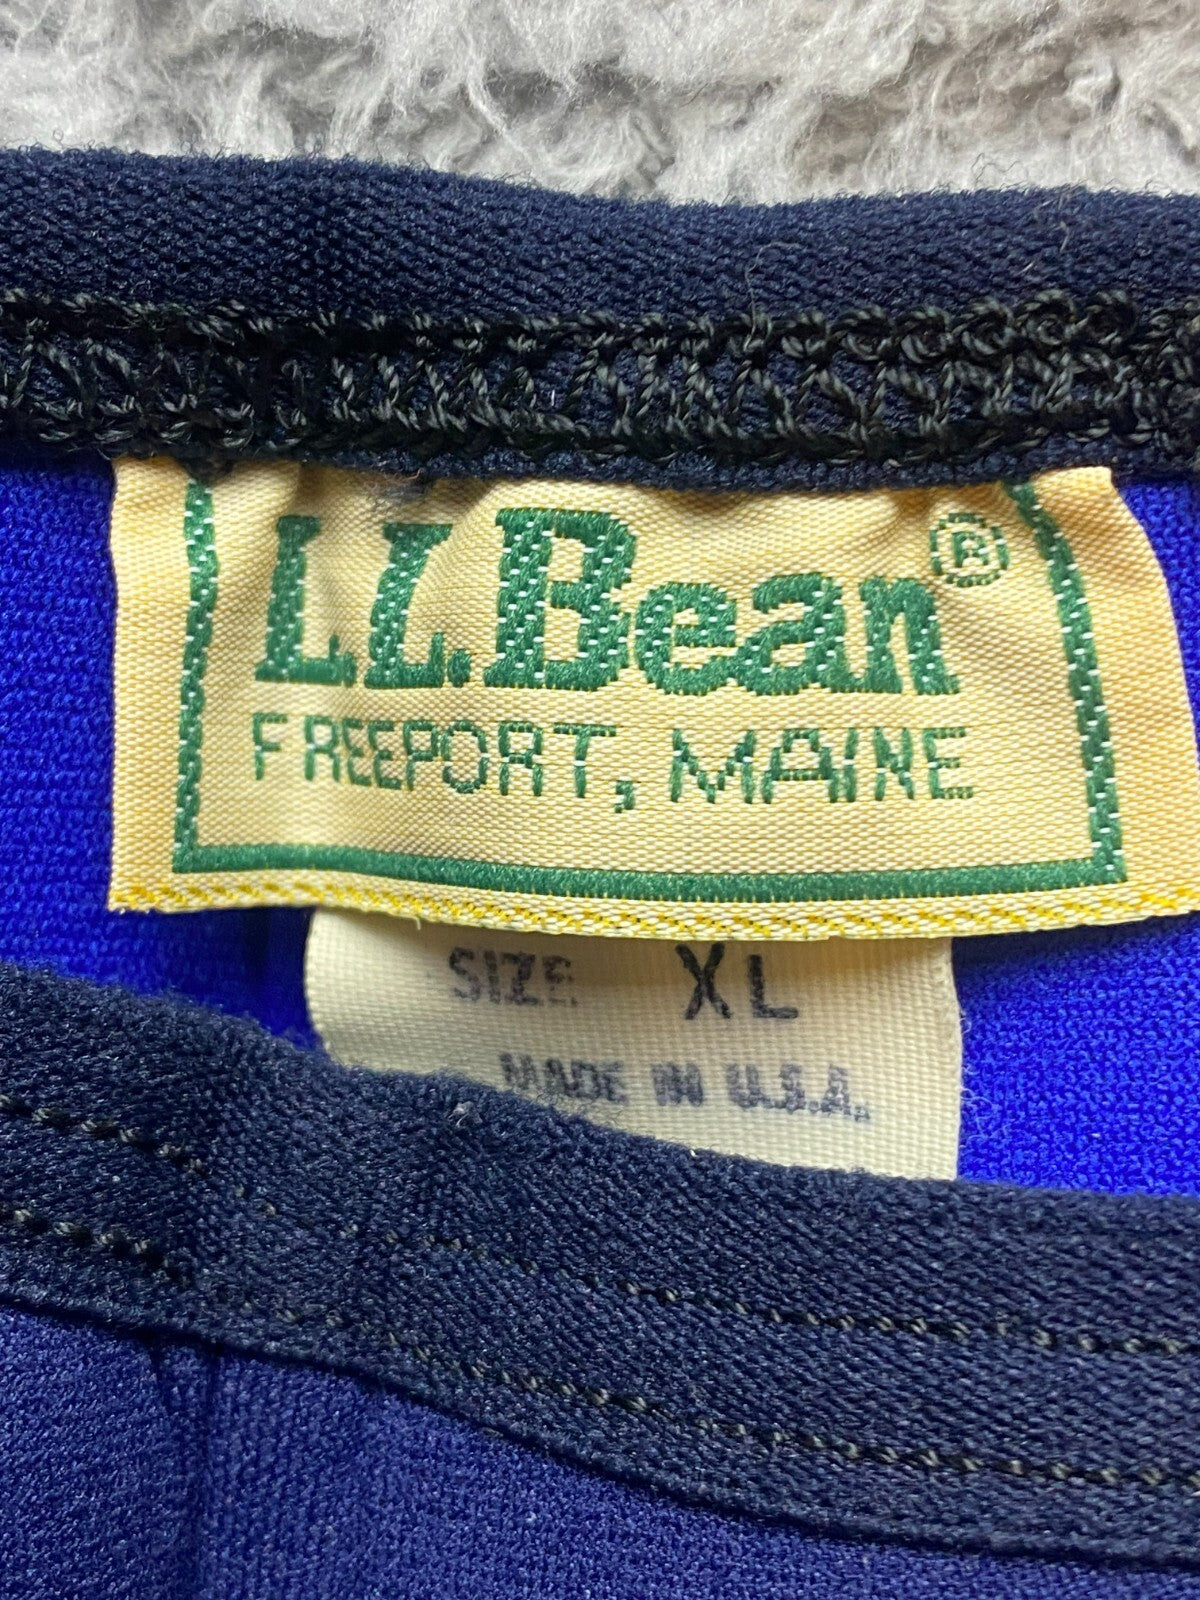 L.L.Bean®
FREEPORT, MAINE
SIZE XL
MADE IN U.S.A.